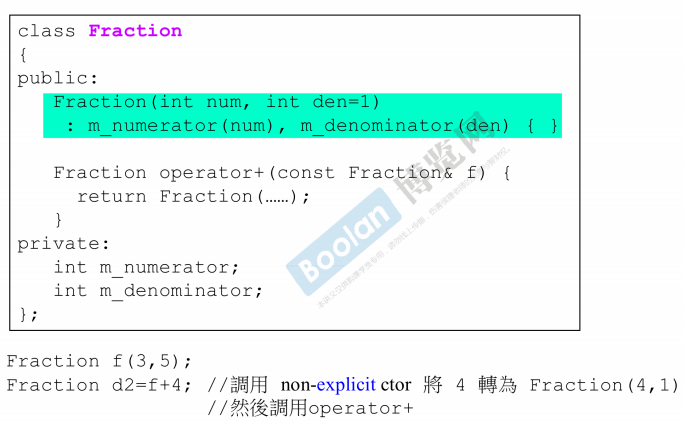 class Fraction
{
public:
Fraction(int num, int den=1)
: m_numerator(num), m_denominator(den) { }
Fraction operator+(const Fraction& f) {
return Fraction(……);
}
private:
int m_numerator;
int m_denominator;
};
Boolan 博览网
Fraction f(3,5);
Fraction d2=f+4; //調用 non-explicit ctor 將 4 轉為 Fraction(4,1)
//然後調用operator+